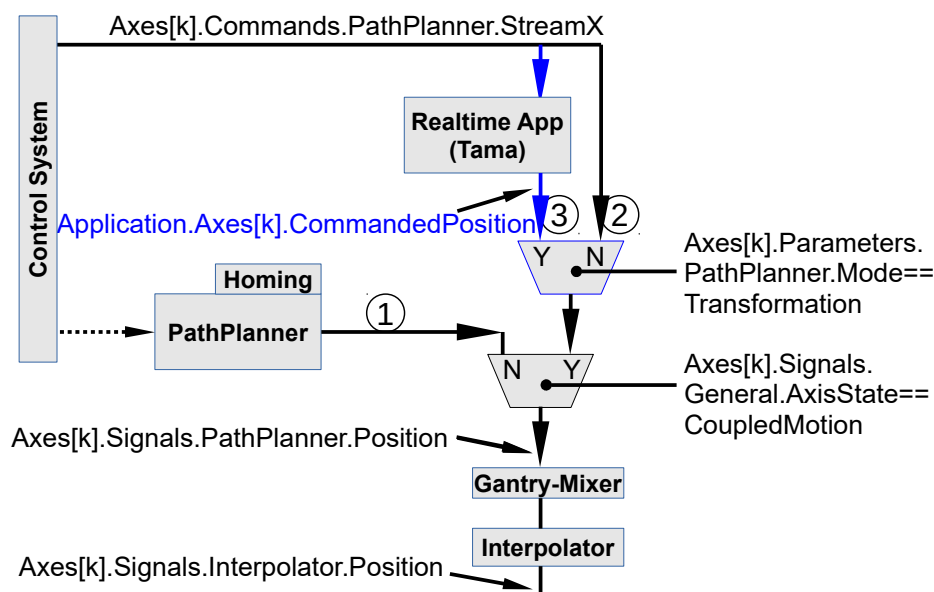 Axes[k].Commands.PathPlanner.StreamX
Control System
Realtime App
(Tama)
Application.Axes[k].CommandedPosition
3
2
Y
N
Axes[k].Parameters.
PathPlanner.Mode==
Transformation
Homing
PathPlanner
1
N
Y
Axes[k].Signals.
General.AxisState==
CoupledMotion
Axes[k].Signals.PathPlanner.Position
Gantry-Mixer
Interpolator
Axes[k].Signals.Interpolator.Position